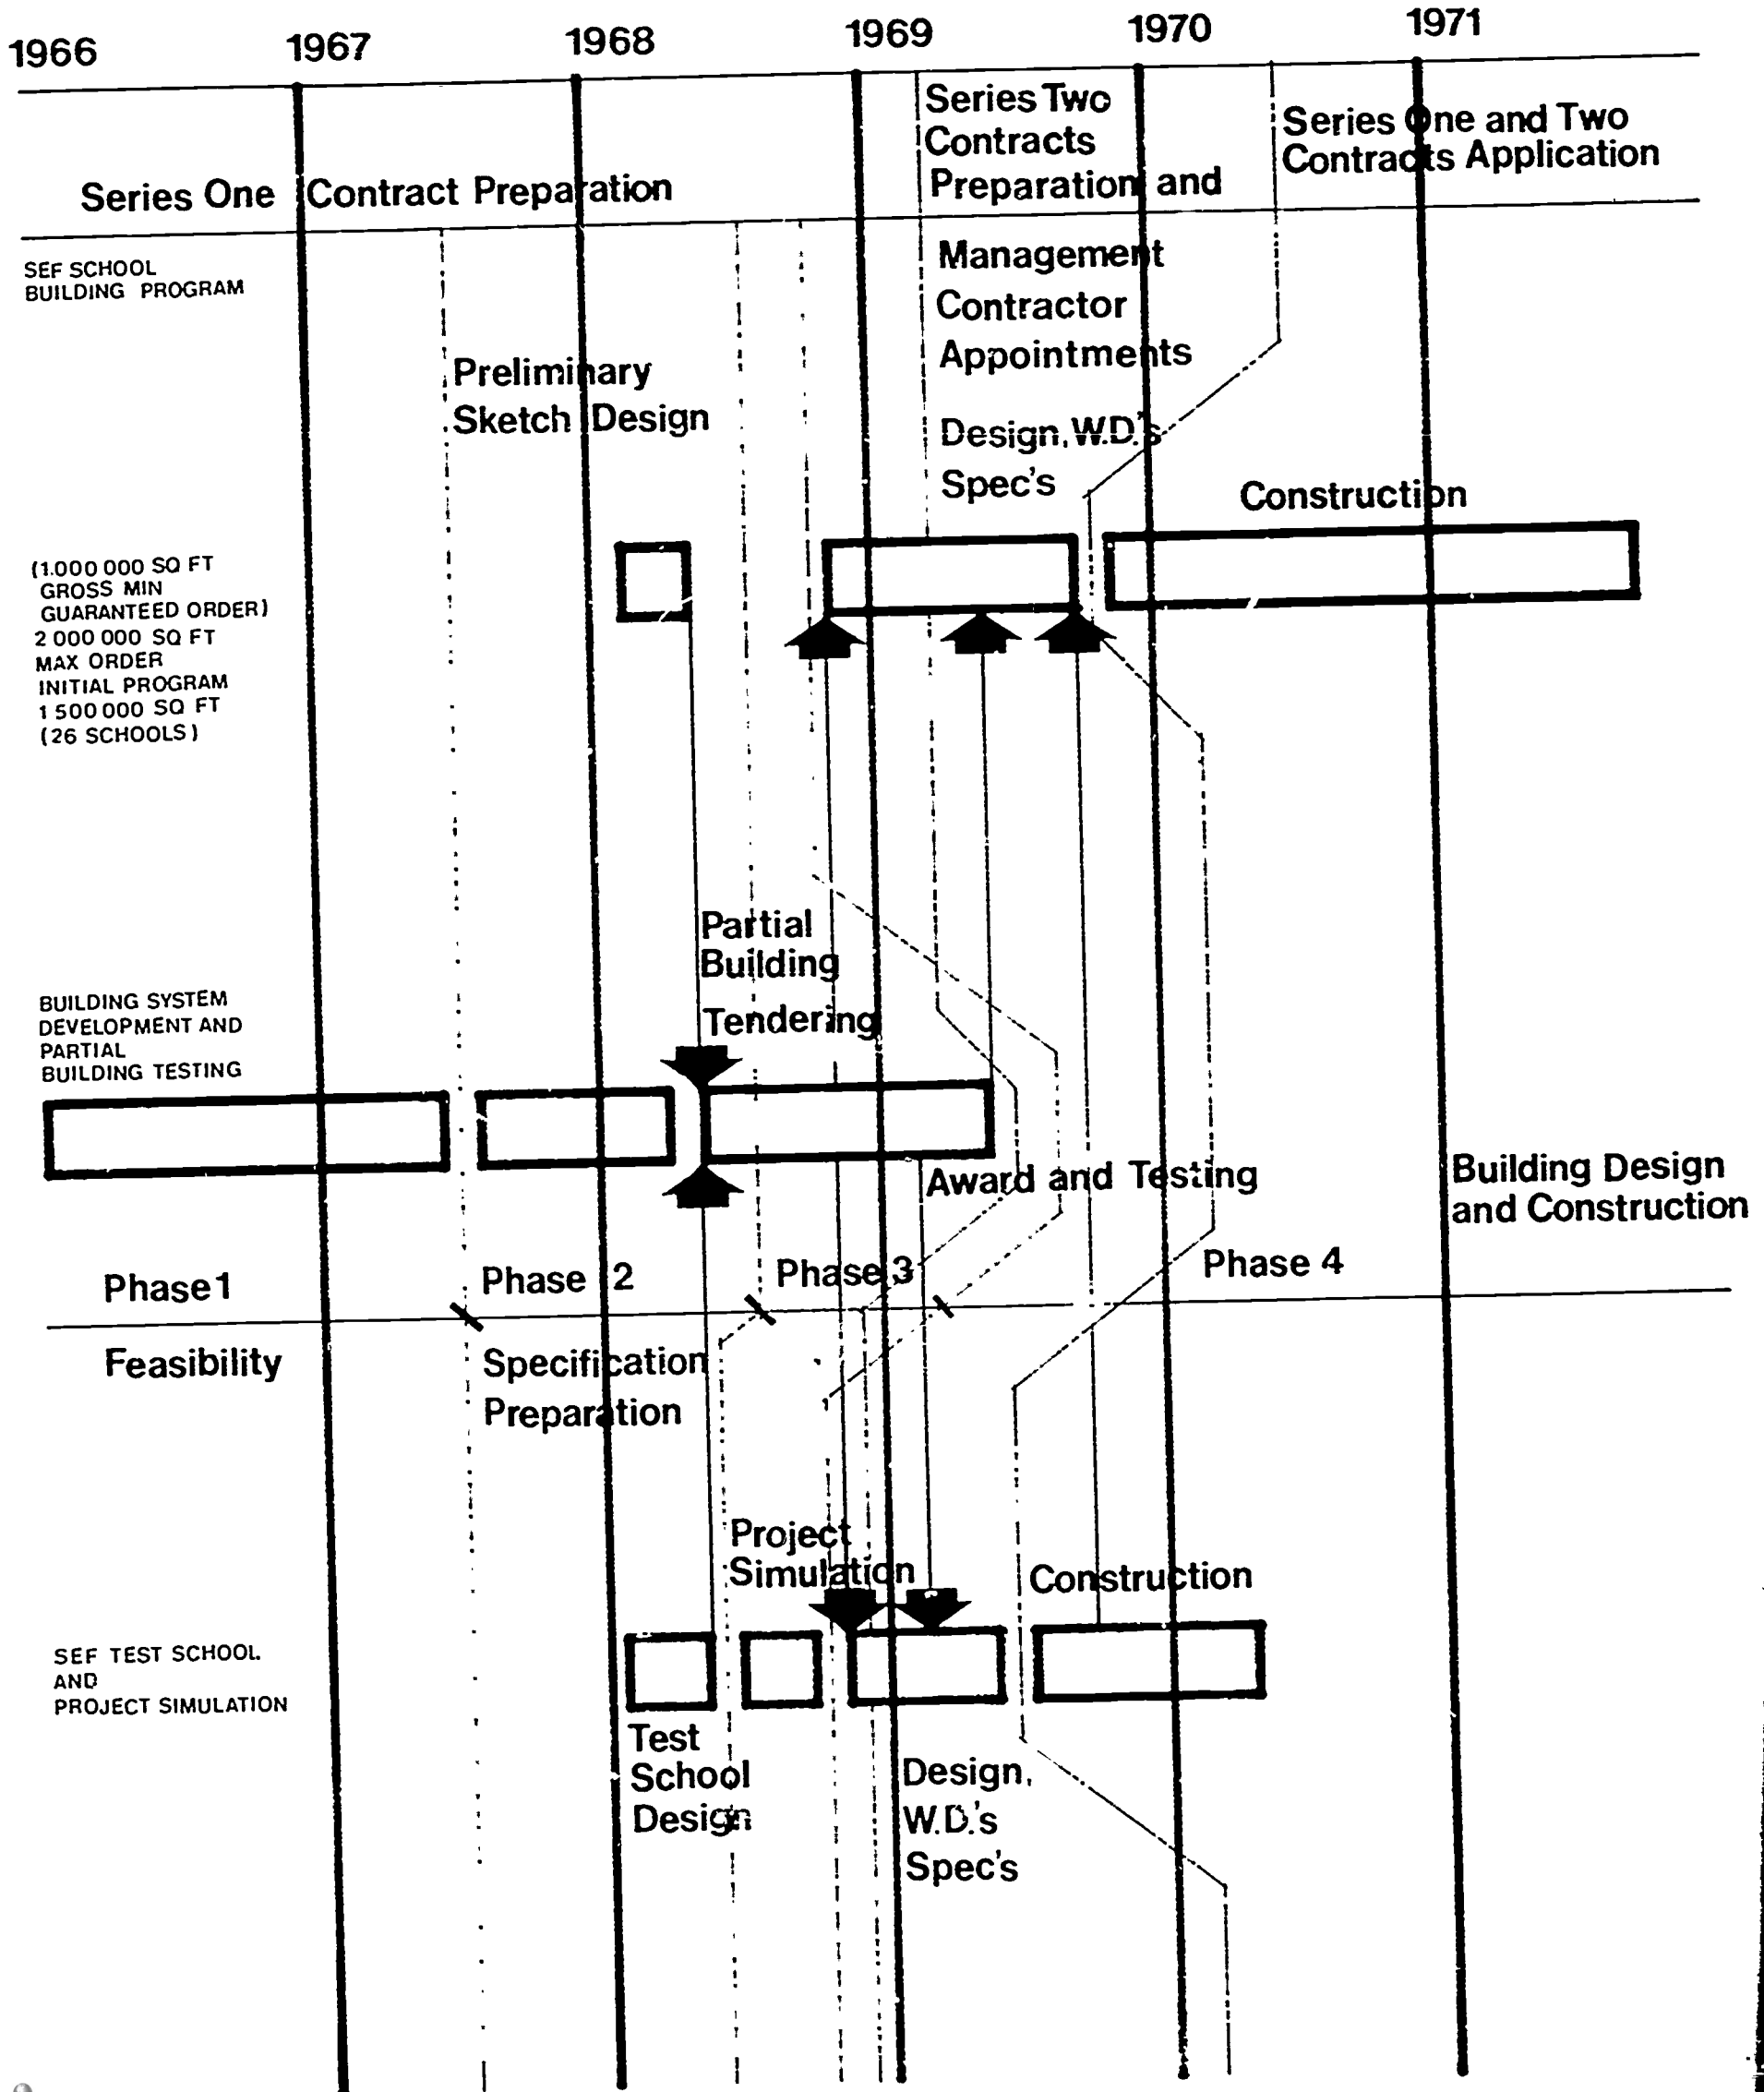 1966 1967 1968 1969 1970 1971
Series Two
Contracts
Preparation and
Series One and Two
Contracts Application
Series One Contract Preparation
SEF SCHOOL
BUILDING PROGRAM
Management
Contractor
Appointments
Preliminary
Sketch Design
Design, W.D.'s
Spec's
Construction
(1.000 000 SQ FT
GROSS MIN
GUARANTEED ORDER)
2 000 000 SQ FT
MAX ORDER
INITIAL PROGRAM
1 500 000 SQ FT
(26 SCHOOLS)
Partial
Building
Tendering
BUILDING SYSTEM
DEVELOPMENT AND
PARTIAL
BUILDING TESTING
Award and Testing
Building Design
and Construction
Phase 1
Phase 2
Phase 3
Phase 4
Feasibility
Specification
Preparation
Project
Simulation
Construction
SEF TEST SCHOOL
AND
PROJECT SIMULATION
Test
School
Design
Design,
W.D.'s
Spec's